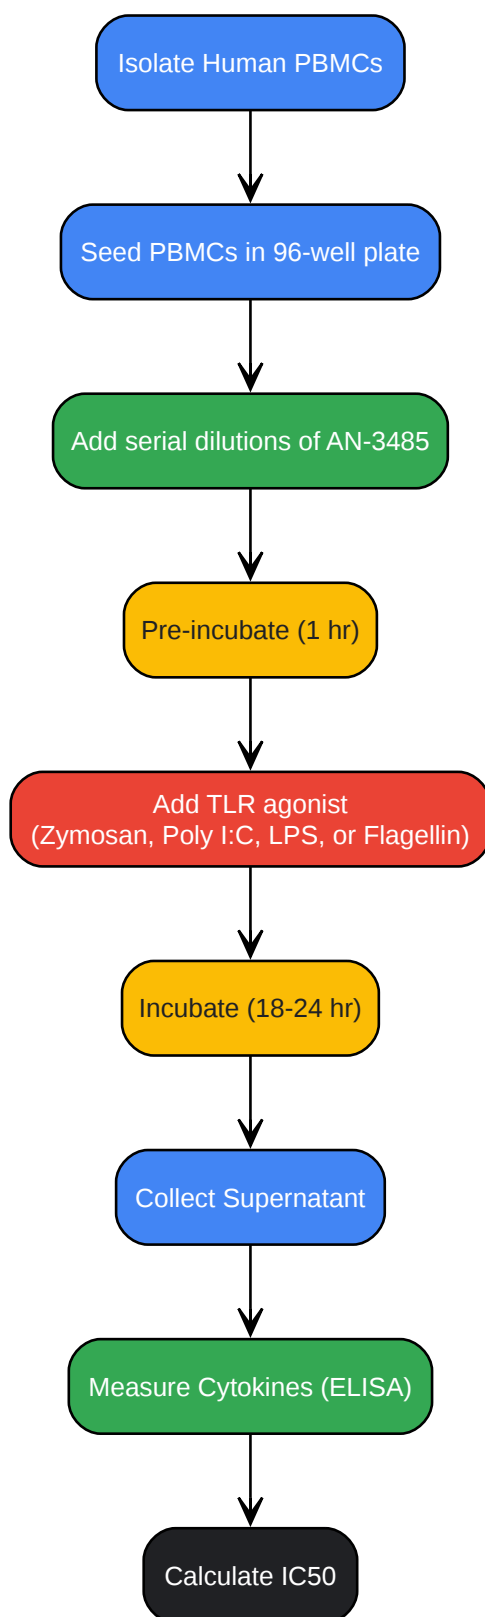 Isolate Human PBMCs
Seed PBMCs in 96-well plate
Add serial dilutions of AN-3485
Pre-incubate (1 hr)
Add TLR agonist
(Zymosan, Poly I:C, LPS, or Flagellin)
Incubate (18-24 hr)
Collect Supernatant
Measure Cytokines (ELISA)
Calculate IC50